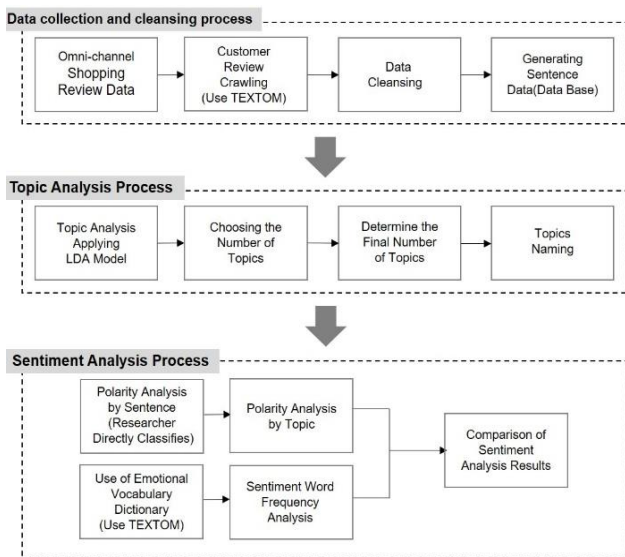 Data collection and cleansing process
Omni-channel
Shopping
Review Data
Customer
Review
Crawling
(Use TEXTOM)
Data
Cleansing
Generating
Sentence
Data(Data Base)
Topic Analysis Process
Topic Analysis
Applying
LDA Model
Choosing the
Number of
Topics
Determine the
Final Number
of Topics
Topics
Naming
Sentiment Analysis Process
Polarity Analysis
by Sentence
(Researcher
Directly Classifies)
Polarity Analysis
by Topic
Use of Emotional
Vocabulary
Dictionary
(Use TEXTOM)
Sentiment Word
Frequency
Analysis
Comparison of
Sentiment
Analysis Results